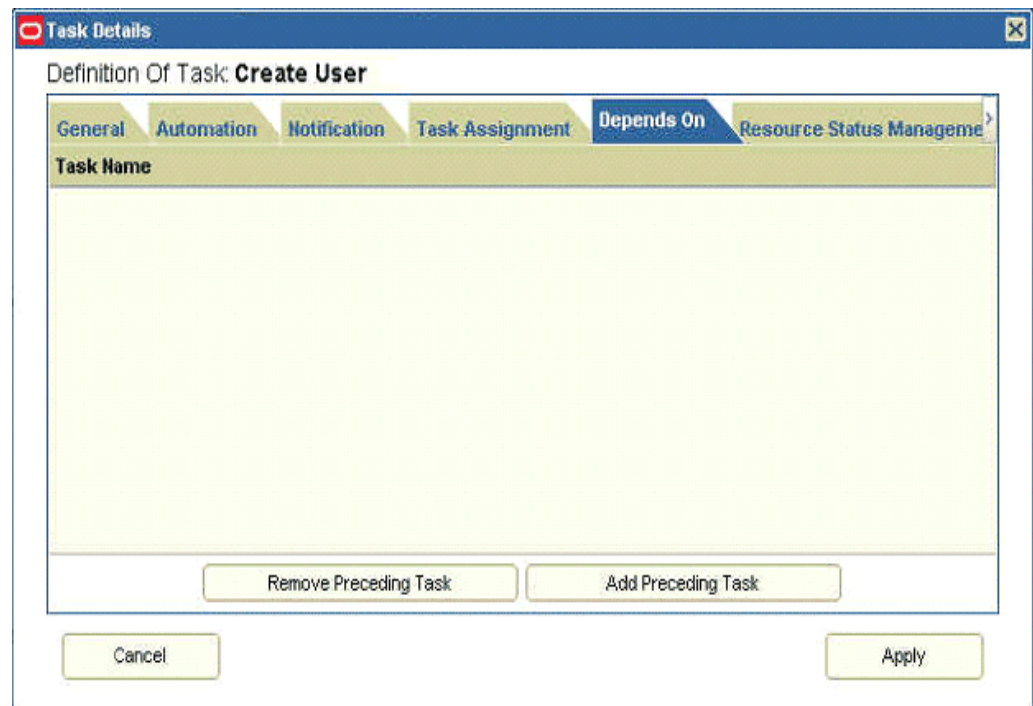 Task Details
Definition Of Task: Create User
General Automation Notification Task Assignment Depends On Resource Status Manageme
Task Name
Remove Preceding Task Add Preceding Task
Cancel Apply